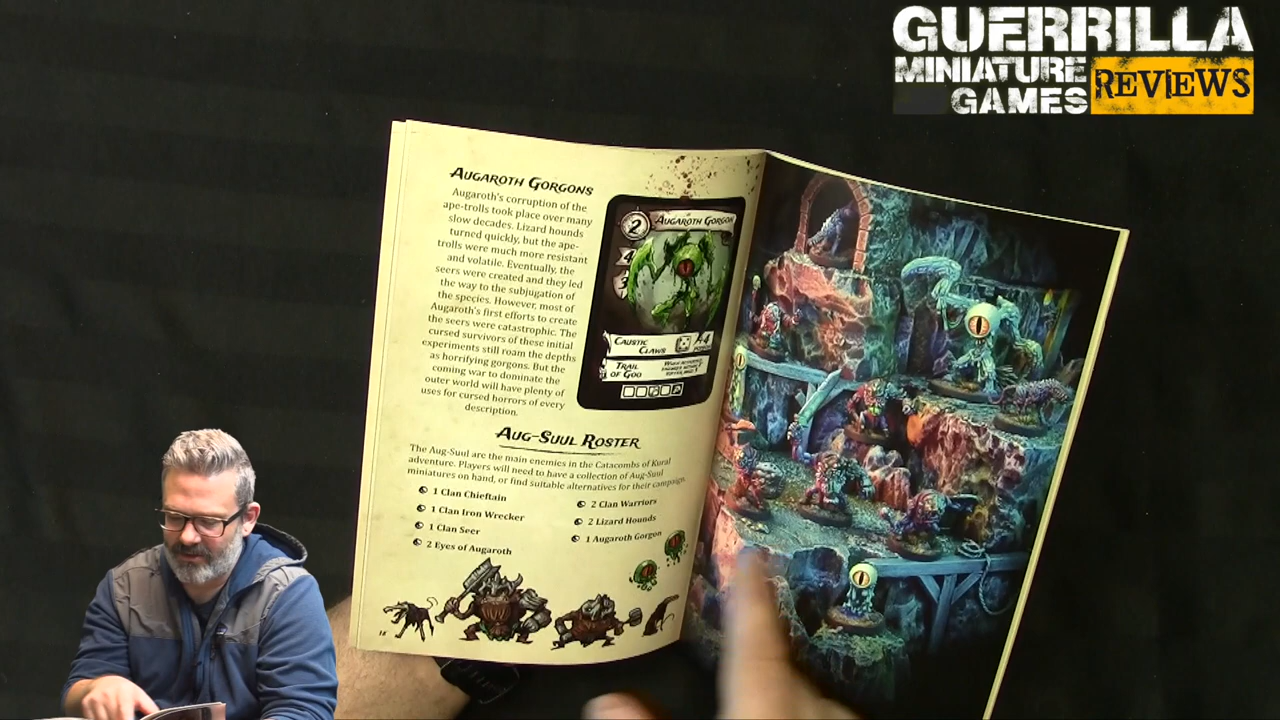 GUERRILLA
MINIATURE
GAMES
REVIEWS
AUGAROTH GORGONS
Augaroth's corruption of the
ape-trolls took place over many
slow decades. Lizard hounds
turned quickly, but the ape-
trolls were much more resistant
and volatile. Eventually, the
seers were created and they led
the way to the subjugation of
the species. However, most of
Augaroth's first efforts to create
the seers were catastrophic. The
cursed survivors of these initial
experiments still roam the depths
as horrifying gorgons. But the
coming war to dominate the
outer world will have plenty of
uses for cursed horrors of every
description.
2
AUGAROTH GORGON
4
3
CAUSTIC
CLAWS
TRAIL
OF GOO
AUG-SUUL ROSTER
The Aug-Suul are the main enemies in the Catacombs of Kural
adventure. Players will need to have a collection of Aug-Suul
miniatures on hand, or find suitable alternatives for their campaign.
1 Clan Chieftain
1 Clan Iron Wrecker
1 Clan Seer
2 Eyes of Augaroth
2 Clan Warriors
2 Lizard Hounds
1 Augaroth Gorgon